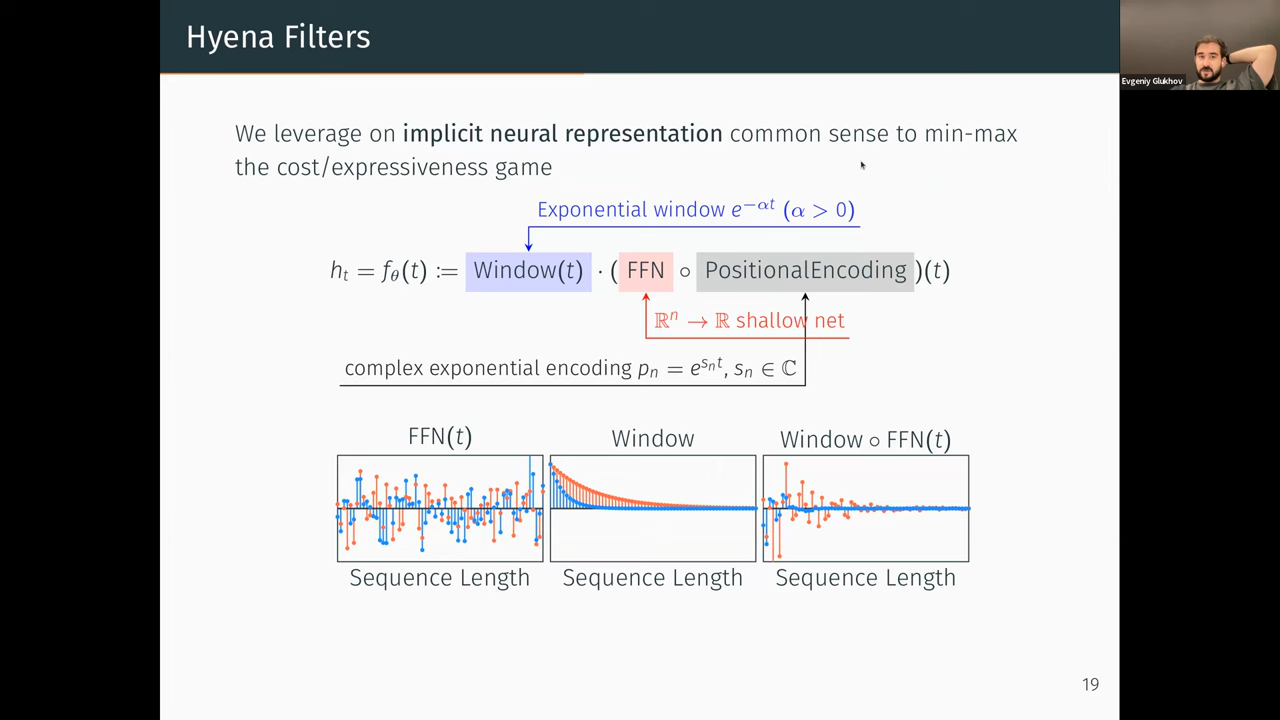 Hyena Filters
Evgeniy Glukhov
We leverage on implicit neural representation common sense to min-max
the cost/expressiveness game
Exponential window e^{−αt} (α > 0)
h_t = f_θ(t) := Window(t) · (FFN ∘ PositionalEncoding)(t)
ℝⁿ → ℝ shallow net
complex exponential encoding p_n = e^{s_n t}, s_n ∈ ℂ
FFN(t) Window Window ∘ FFN(t)
Sequence Length Sequence Length Sequence Length
19